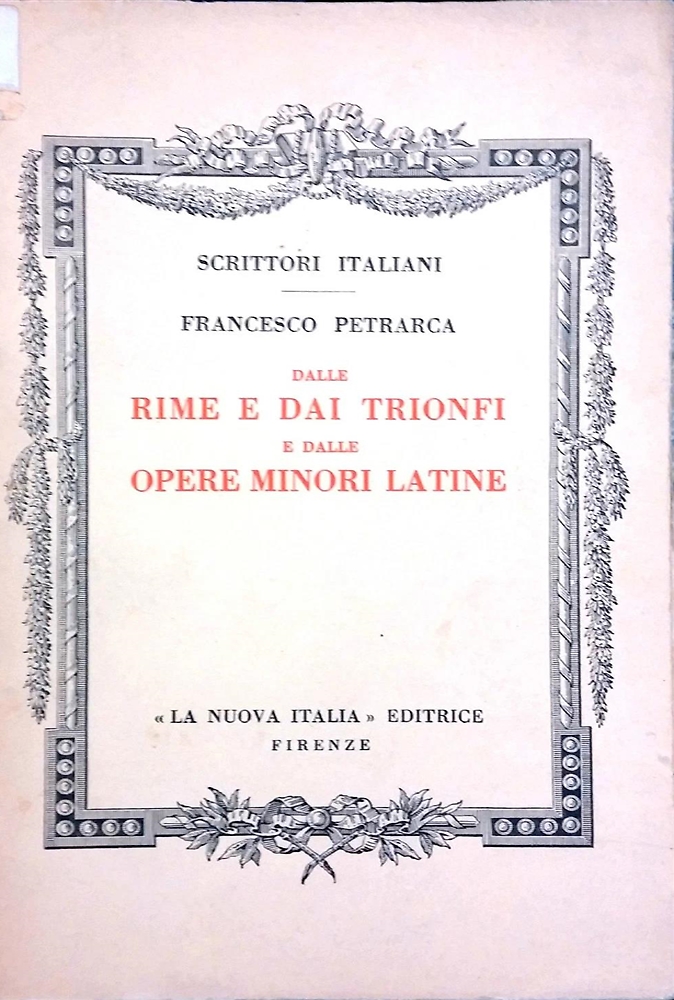 SCRITTORI ITALIANI
FRANCESCO PETRARCA
DALLE
RIME E DAI TRIONFI
E DALLE
OPERE MINORI LATINE
« LA NUOVA ITALIA » EDITRICE
FIRENZE